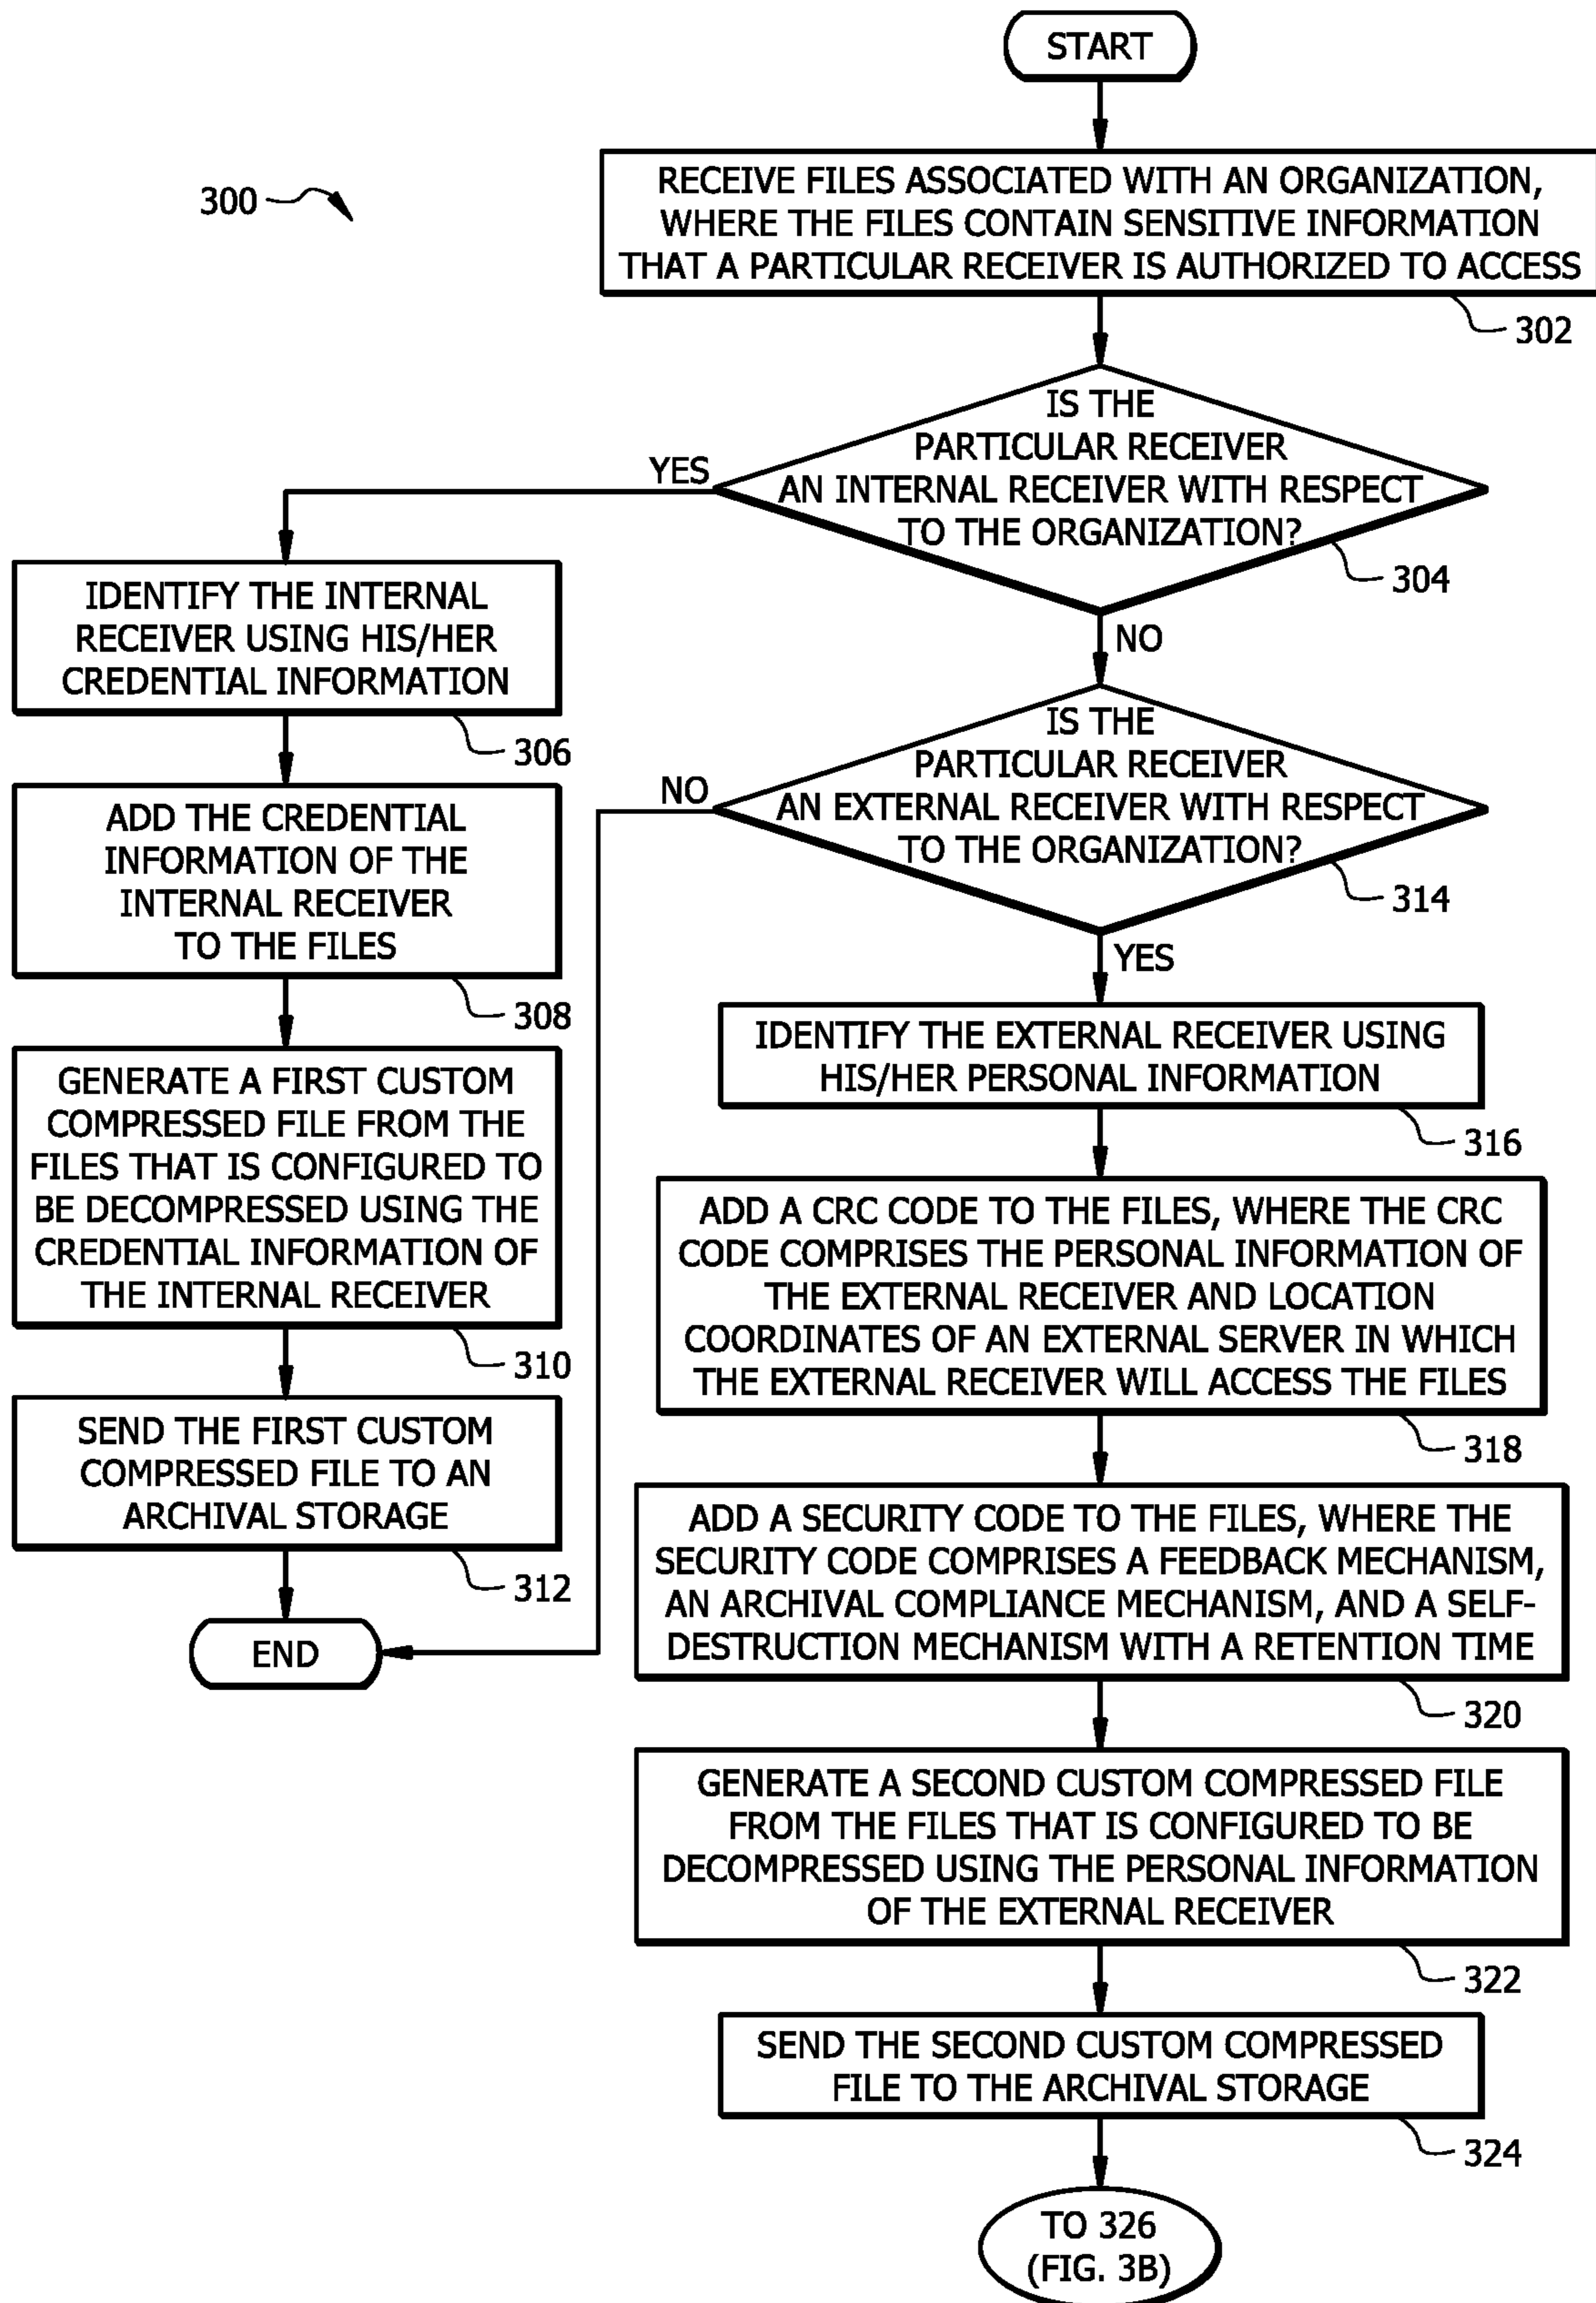 START
300
RECEIVE FILES ASSOCIATED WITH AN ORGANIZATION,
WHERE THE FILES CONTAIN SENSITIVE INFORMATION
THAT A PARTICULAR RECEIVER IS AUTHORIZED TO ACCESS
302
IS THE
PARTICULAR RECEIVER
AN INTERNAL RECEIVER WITH RESPECT
TO THE ORGANIZATION?
304
YES
NO
IDENTIFY THE INTERNAL
RECEIVER USING HIS/HER
CREDENTIAL INFORMATION
306
ADD THE CREDENTIAL
INFORMATION OF THE
INTERNAL RECEIVER
TO THE FILES
308
GENERATE A FIRST CUSTOM
COMPRESSED FILE FROM THE
FILES THAT IS CONFIGURED TO
BE DECOMPRESSED USING THE
CREDENTIAL INFORMATION OF
THE INTERNAL RECEIVER
310
SEND THE FIRST CUSTOM
COMPRESSED FILE TO AN
ARCHIVAL STORAGE
312
END
IS THE
PARTICULAR RECEIVER
AN EXTERNAL RECEIVER WITH RESPECT
TO THE ORGANIZATION?
314
NO
YES
IDENTIFY THE EXTERNAL RECEIVER USING
HIS/HER PERSONAL INFORMATION
316
ADD A CRC CODE TO THE FILES, WHERE THE CRC
CODE COMPRISES THE PERSONAL INFORMATION OF
THE EXTERNAL RECEIVER AND LOCATION
COORDINATES OF AN EXTERNAL SERVER IN WHICH
THE EXTERNAL RECEIVER WILL ACCESS THE FILES
318
ADD A SECURITY CODE TO THE FILES, WHERE THE
SECURITY CODE COMPRISES A FEEDBACK MECHANISM,
AN ARCHIVAL COMPLIANCE MECHANISM, AND A SELF-
DESTRUCTION MECHANISM WITH A RETENTION TIME
320
GENERATE A SECOND CUSTOM COMPRESSED FILE
FROM THE FILES THAT IS CONFIGURED TO BE
DECOMPRESSED USING THE PERSONAL INFORMATION
OF THE EXTERNAL RECEIVER
322
SEND THE SECOND CUSTOM COMPRESSED
FILE TO THE ARCHIVAL STORAGE
324
TO 326
(FIG. 3B)